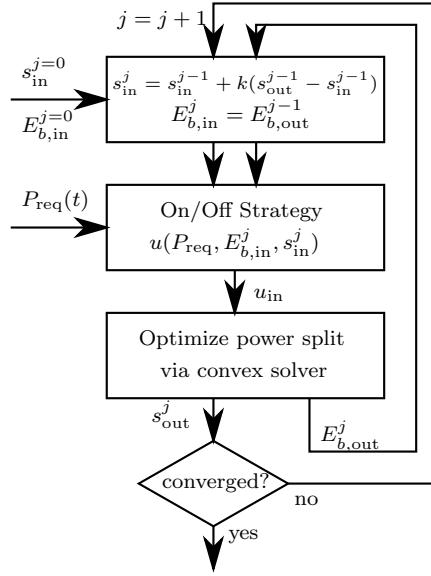 j = j + 1
s_in^{j=0}
E_{b,in}^{j=0}
s_in^j = s_in^{j−1} + k(s_out^{j−1} − s_in^{j−1})
E_{b,in}^j = E_{b,out}^{j−1}
P_req(t)
On/Off Strategy
u(P_req, E_{b,in}^j, s_in^j)
u_in
Optimize power split
via convex solver
s_out^j
E_{b,out}^j
converged?
no
yes